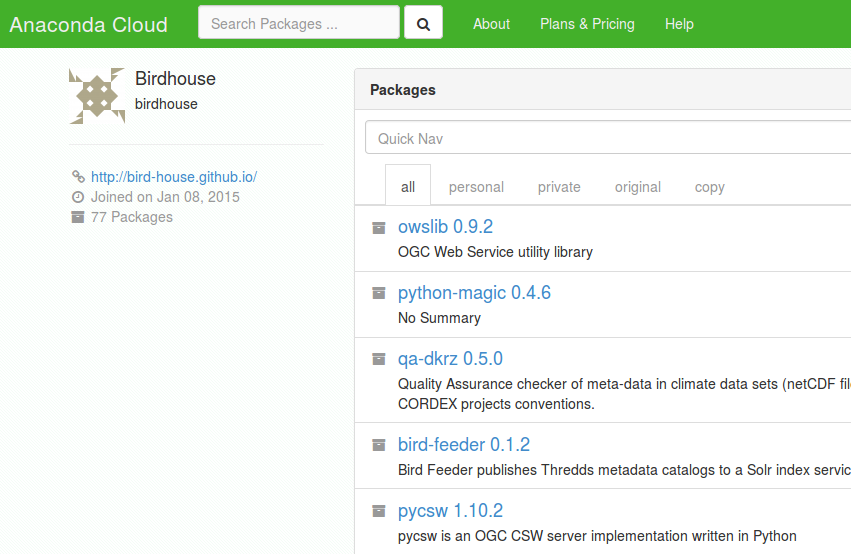 Anaconda Cloud
Search Packages ...
About
Plans & Pricing
Help
Birdhouse
birdhouse
http://bird-house.github.io/
Joined on Jan 08, 2015
77 Packages
Packages
Quick Nav
all personal private original copy
owslib 0.9.2
OGC Web Service utility library
python-magic 0.4.6
No Summary
qa-dkrz 0.5.0
Quality Assurance checker of meta-data in climate data sets (netCDF
CORDEX projects conventions.
bird-feeder 0.1.2
Bird Feeder publishes Thredds metadata catalogs to a Solr index
pycsw 1.10.2
pycsw is an OGC CSW server implementation written in Python